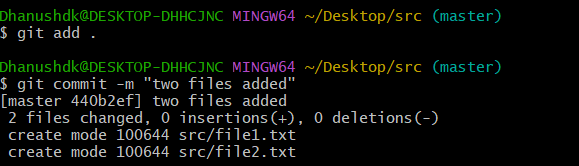 Dhanushdk@DESKTOP-DHHCJNC MINGW64 ~/Desktop/src (master)
$ git add .
Dhanushdk@DESKTOP-DHHCJNC MINGW64 ~/Desktop/src (master)
$ git commit -m "two files added"
[master 440b2ef] two files added
 2 files changed, 0 insertions(+), 0 deletions(-)
 create mode 100644 src/file1.txt
 create mode 100644 src/file2.txt